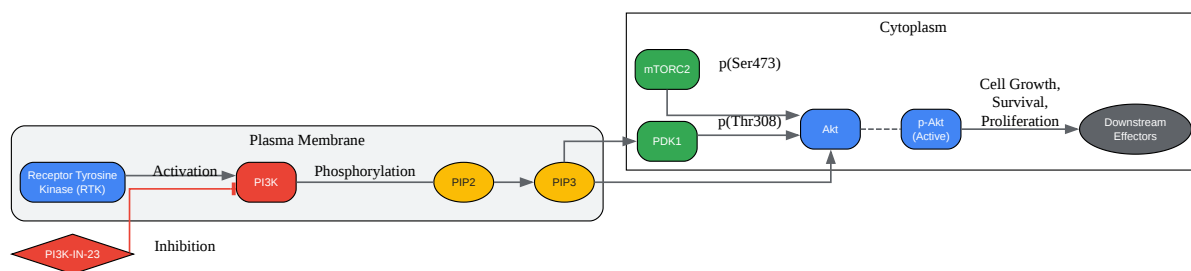 Cytoplasm
mTORC2
p(Ser473)
Cell Growth,
Survival,
Proliferation
p(Thr308)
PDK1
Akt
p-Akt
(Active)
Downstream
Effectors
Plasma Membrane
Receptor Tyrosine
Kinase (RTK)
Activation
PI3K
Phosphorylation
PIP2
PIP3
PI3K-IN-23
Inhibition